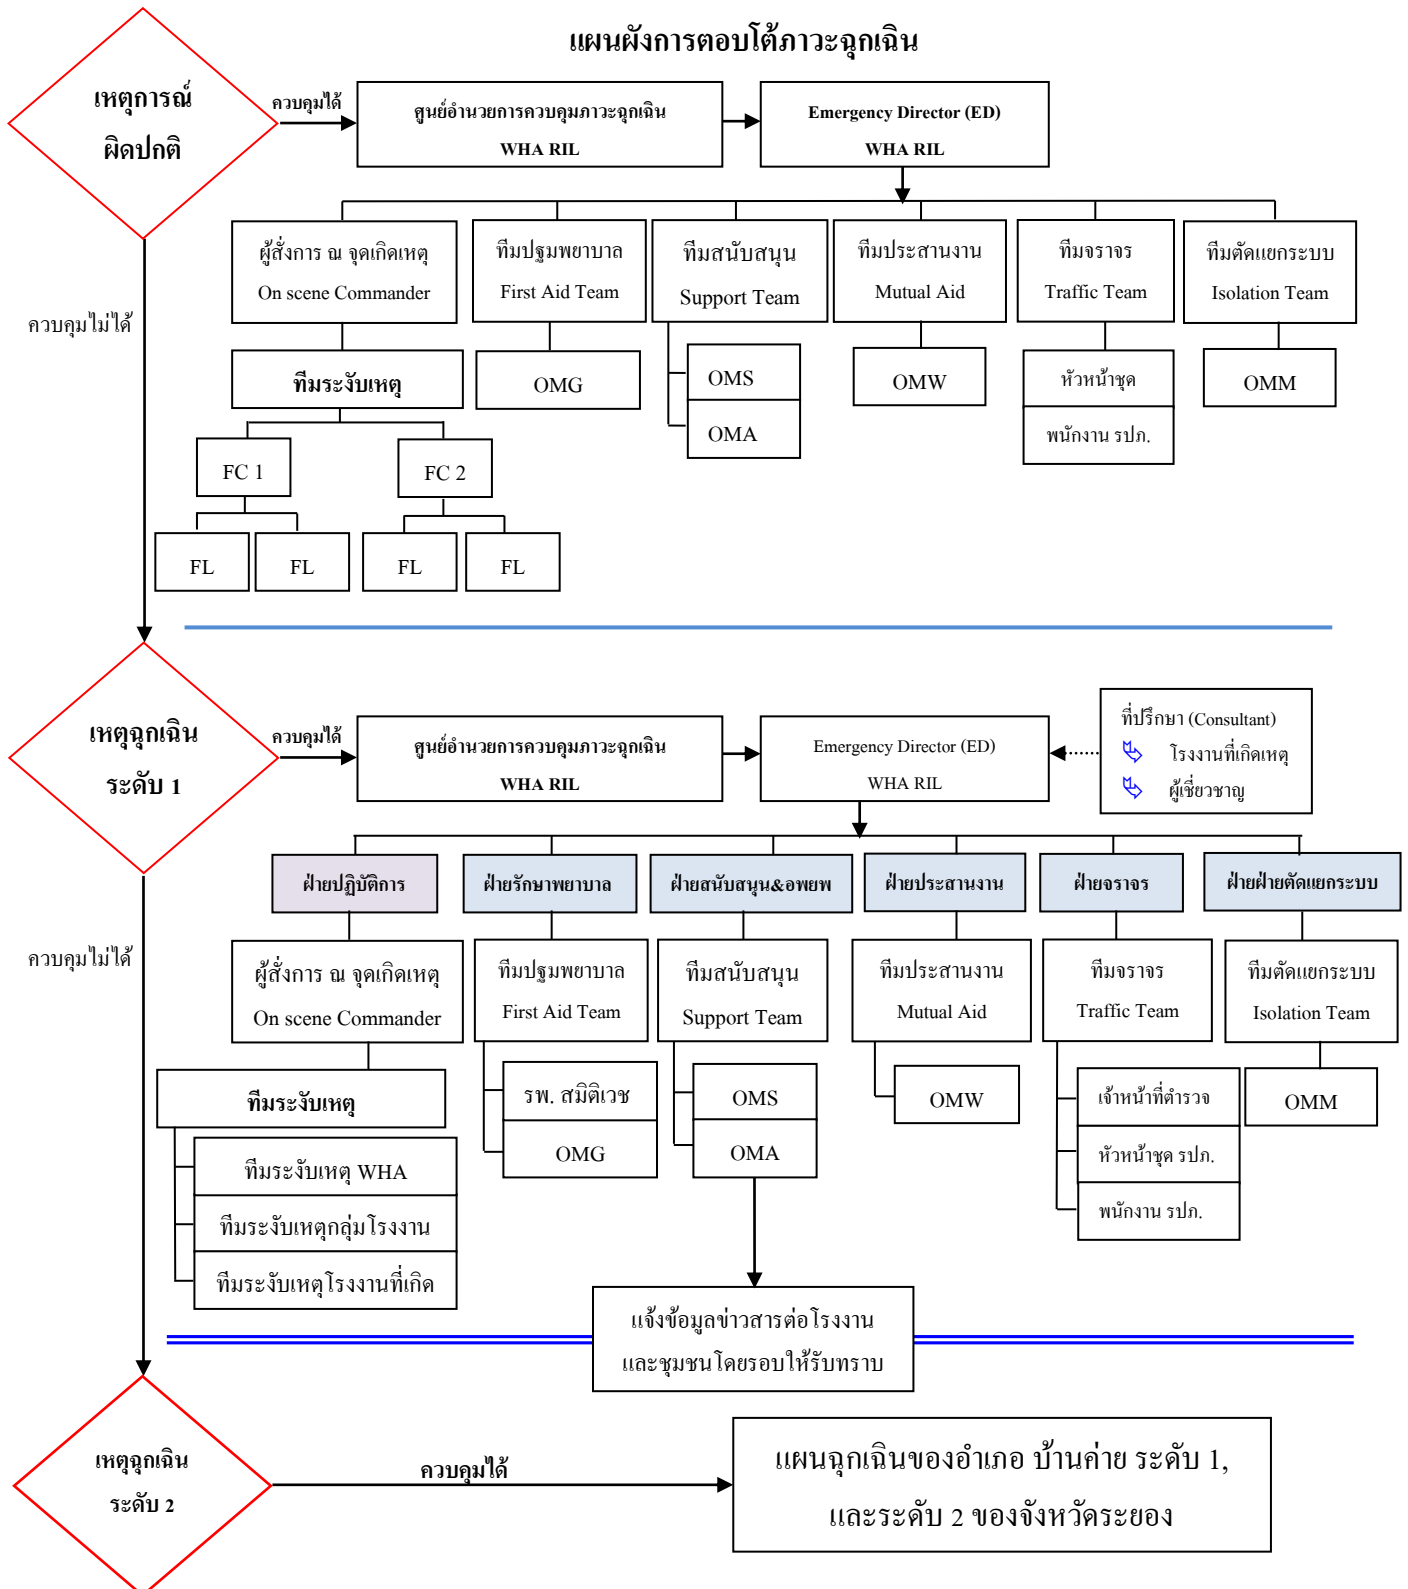 แผนผังการตอบโต้ภาวะฉุกเฉิน
เหตุการณ์
ผิดปกติ
ควบคุมได้
ศูนย์อำนวยการควบคุมภาวะฉุกเฉิน
WHA RIL
Emergency Director (ED)
WHA RIL
ผู้สั่งการ ณ จุดเกิดเหตุ
On scene Commander
ทีมปฐมพยาบาล
First Aid Team
ทีมสนับสนุน
Support Team
ทีมประสานงาน
Mutual Aid
ทีมจราจร
Traffic Team
ทีมตัดแยกระบบ
Isolation Team
ควบคุมไม่ได้
ทีมระงับเหตุ
OMG
OMS
OMA
OMW
หัวหน้าชุด
พนักงาน รปภ.
OMM
FC 1
FC 2
FL
FL
FL
FL
เหตุฉุกเฉิน
ระดับ 1
ควบคุมได้
ศูนย์อำนวยการควบคุมภาวะฉุกเฉิน
WHA RIL
Emergency Director (ED)
WHA RIL
ที่ปรึกษา (Consultant)
โรงงานที่เกิดเหตุ
ผู้เชี่ยวชาญ
ฝ่ายปฏิบัติการ
ฝ่ายรักษาพยาบาล
ฝ่ายสนับสนุน&อพยพ
ฝ่ายประสานงาน
ฝ่ายจราจร
ฝ่ายฝ่ายตัดแยกระบบ
ควบคุมไม่ได้
ผู้สั่งการ ณ จุดเกิดเหตุ
On scene Commander
ทีมปฐมพยาบาล
First Aid Team
ทีมสนับสนุน
Support Team
ทีมประสานงาน
Mutual Aid
ทีมจราจร
Traffic Team
ทีมตัดแยกระบบ
Isolation Team
ทีมระงับเหตุ
ทีมระงับเหตุ WHA
ทีมระงับเหตุกลุ่มโรงงาน
ทีมระงับเหตุโรงงานที่เกิด
รพ. สมิติเวช
OMG
OMS
OMA
OMW
เจ้าหน้าที่ตำรวจ
หัวหน้าชุด รปภ.
พนักงาน รปภ.
OMM
แจ้งข้อมูลข่าวสารต่อโรงงาน
และชุมชนโดยรอบให้รับทราบ
เหตุฉุกเฉิน
ระดับ 2
ควบคุมได้
แผนฉุกเฉินของอำเภอ บ้านค่าย ระดับ 1,
และระดับ 2 ของจังหวัดระยอง